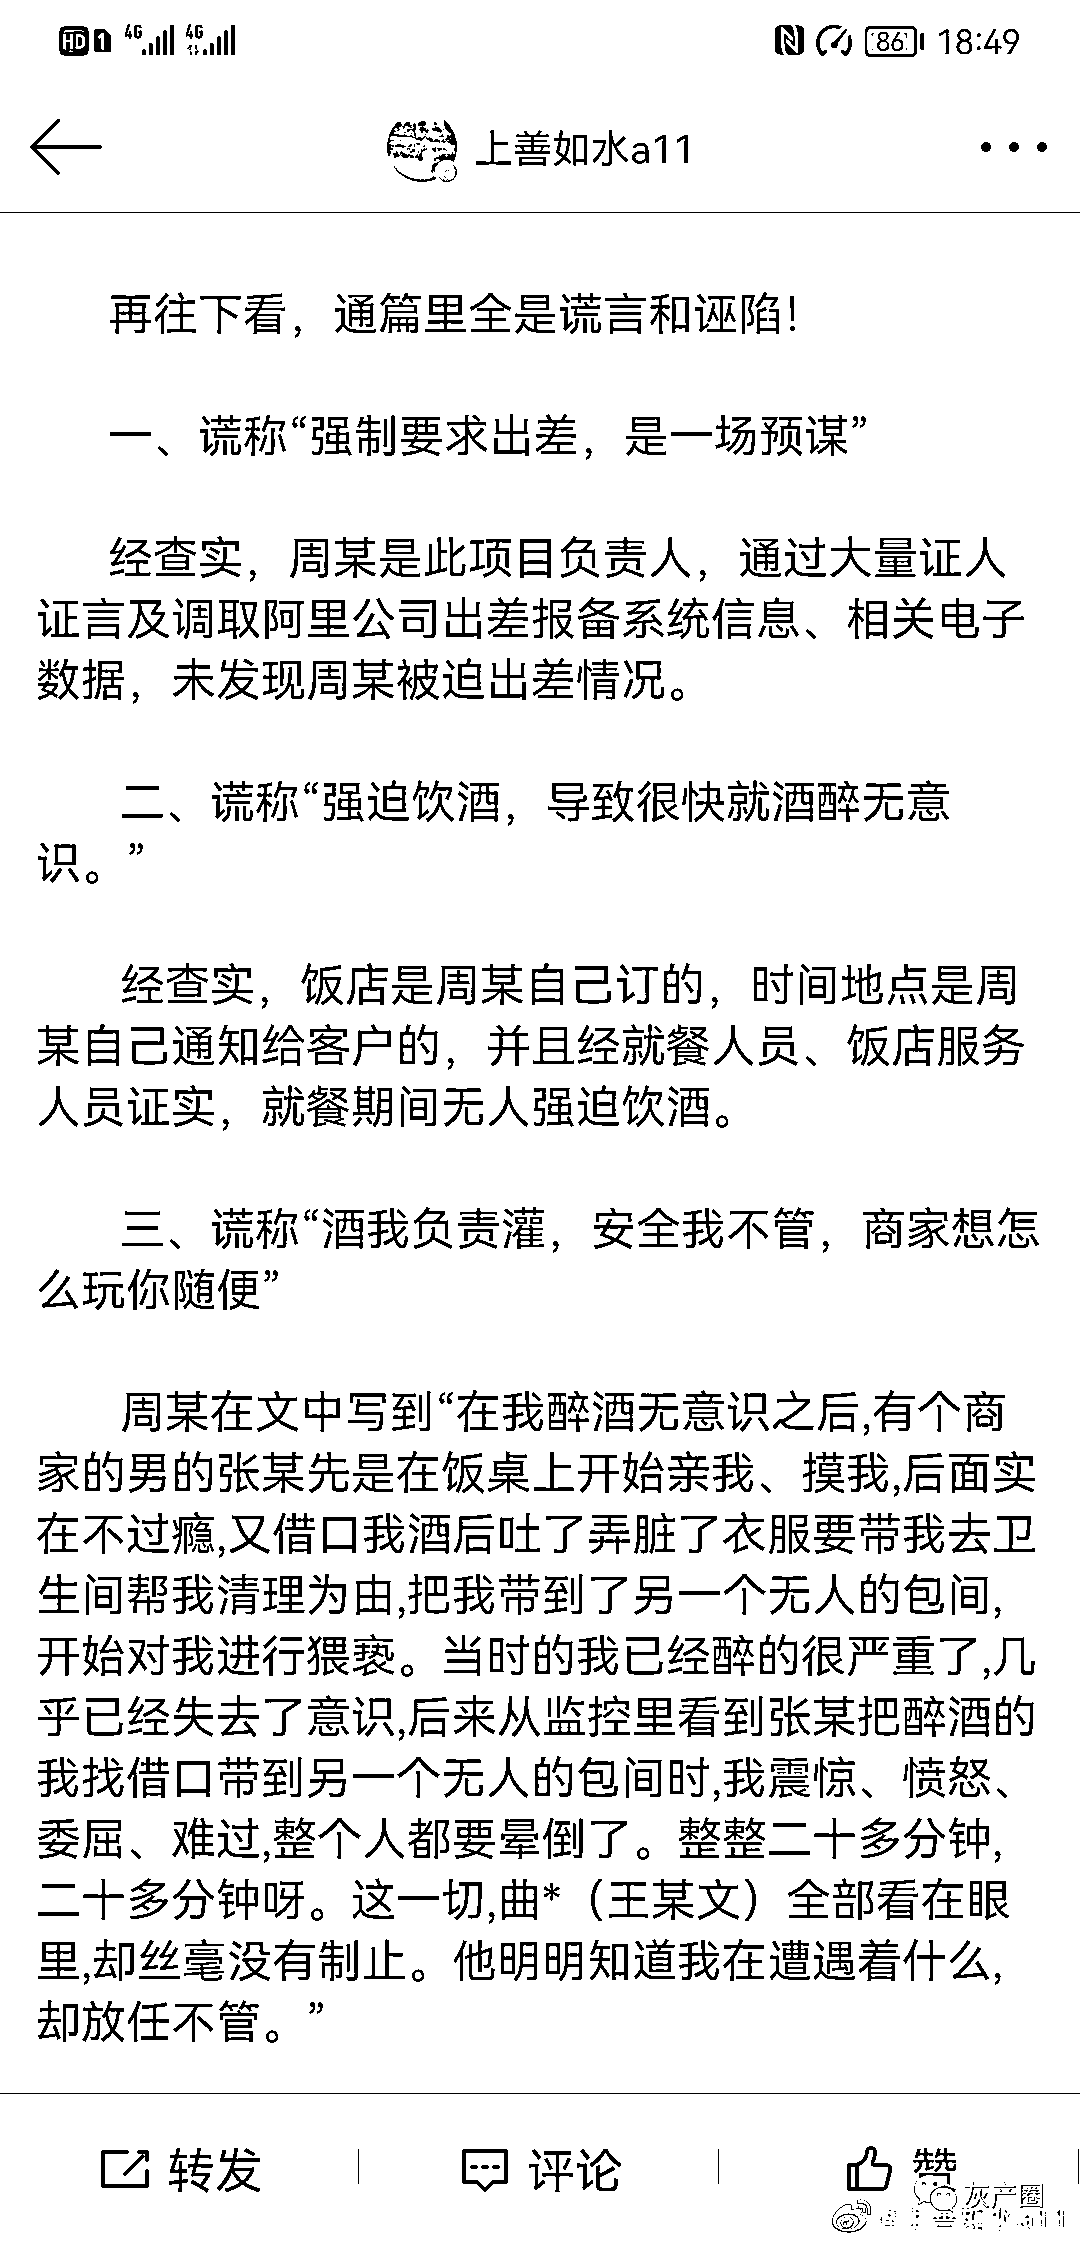 HD 1 4G 4G 86 18:49
上善如水a11
再往下看，通篇里全是谎言和诬陷！
一、谎称“强制要求出差，是一场预谋”
经查实，周某是此项目负责人，通过大量证人
证言及调取阿里公司出差报备系统信息、相关电子
数据，未发现周某被迫出差情况。
二、谎称“强迫饮酒，导致很快就酒醉无意
识。”
经查实，饭店是周某自己订的，时间地点是周
某自己通知给客户的，并且经就餐人员、饭店服务
人员证实，就餐期间无人强迫饮酒。
三、谎称“酒我负责灌，安全我不管，商家想怎
么玩你随便”
周某在文中写到“在我醉酒无意识之后,有个商
家的男的张某先是在饭桌上开始亲我、摸我,后面实
在不过瘾,又借口我酒后吐了弄脏了衣服要带我去卫
生间帮我清理为由,把我带到了另一个无人的包间,
开始对我进行猥亵。当时的我已经醉的很严重了,几
乎已经失去了意识,后来从监控里看到张某把醉酒的
我找借口带到另一个无人的包间时,我震惊、愤怒、
委屈、难过,整个人都要晕倒了。整整二十多分钟,
二十多分钟呀。这一切,曲*（王某文）全部看在眼
里,却丝毫没有制止。他明明知道我在遭遇着什么,
却放任不管。”
转发 评论 赞
灰产圈